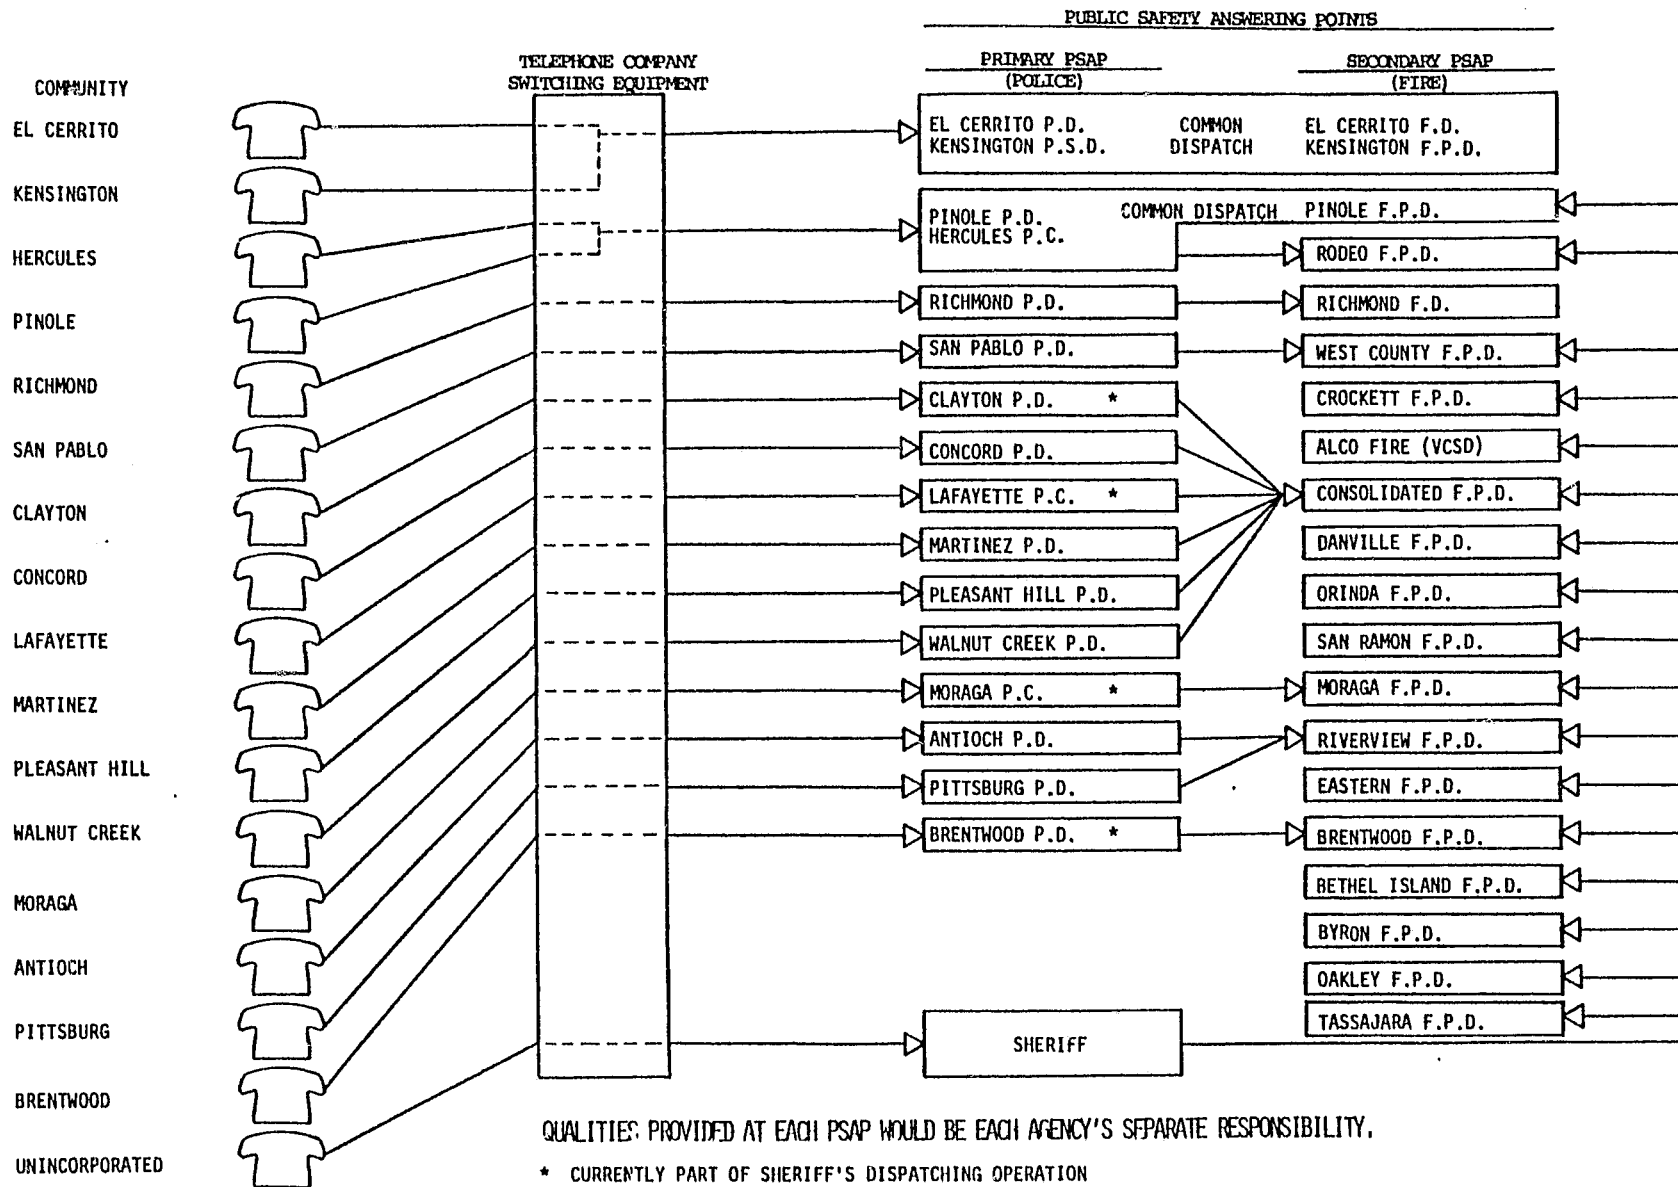 PUBLIC SAFETY ANSWERING POINTS
TELEPHONE COMPANY
SWITCHING EQUIPMENT
PRIMARY PSAP
(POLICE)
SECONDARY PSAP
(FIRE)
COMMUNITY
EL CERRITO
KENSINGTON
HERCULES
PINOLE
RICHMOND
SAN PABLO
CLAYTON
CONCORD
LAFAYETTE
MARTINEZ
PLEASANT HILL
WALNUT CREEK
MORAGA
ANTIOCH
PITTSBURG
BRENTWOOD
UNINCORPORATED
EL CERRITO P.D.
KENSINGTON P.S.D.
COMMON
DISPATCH
EL CERRITO F.D.
KENSINGTON F.P.D.
PINOLE P.D.
HERCULES P.C.
COMMON DISPATCH
PINOLE F.P.D.
RODEO F.P.D.
RICHMOND P.D.
RICHMOND F.D.
SAN PABLO P.D.
WEST COUNTY F.P.D.
CLAYTON P.D. *
CROCKETT F.P.D.
CONCORD P.D.
ALCO FIRE (VCSD)
LAFAYETTE P.C. *
CONSOLIDATED F.P.D.
MARTINEZ P.D.
DANVILLE F.P.D.
PLEASANT HILL P.D.
ORINDA F.P.D.
WALNUT CREEK P.D.
SAN RAMON F.P.D.
MORAGA P.C. *
MORAGA F.P.D.
ANTIOCH P.D.
RIVERVIEW F.P.D.
PITTSBURG P.D.
EASTERN F.P.D.
BRENTWOOD P.D. *
BRENTWOOD F.P.D.
BETHEL ISLAND F.P.D.
BYRON F.P.D.
OAKLEY F.P.D.
TASSAJARA F.P.D.
SHERIFF
QUALITIES PROVIDED AT EACH PSAP WOULD BE EACH AGENCY'S SEPARATE RESPONSIBILITY.
* CURRENTLY PART OF SHERIFF'S DISPATCHING OPERATION